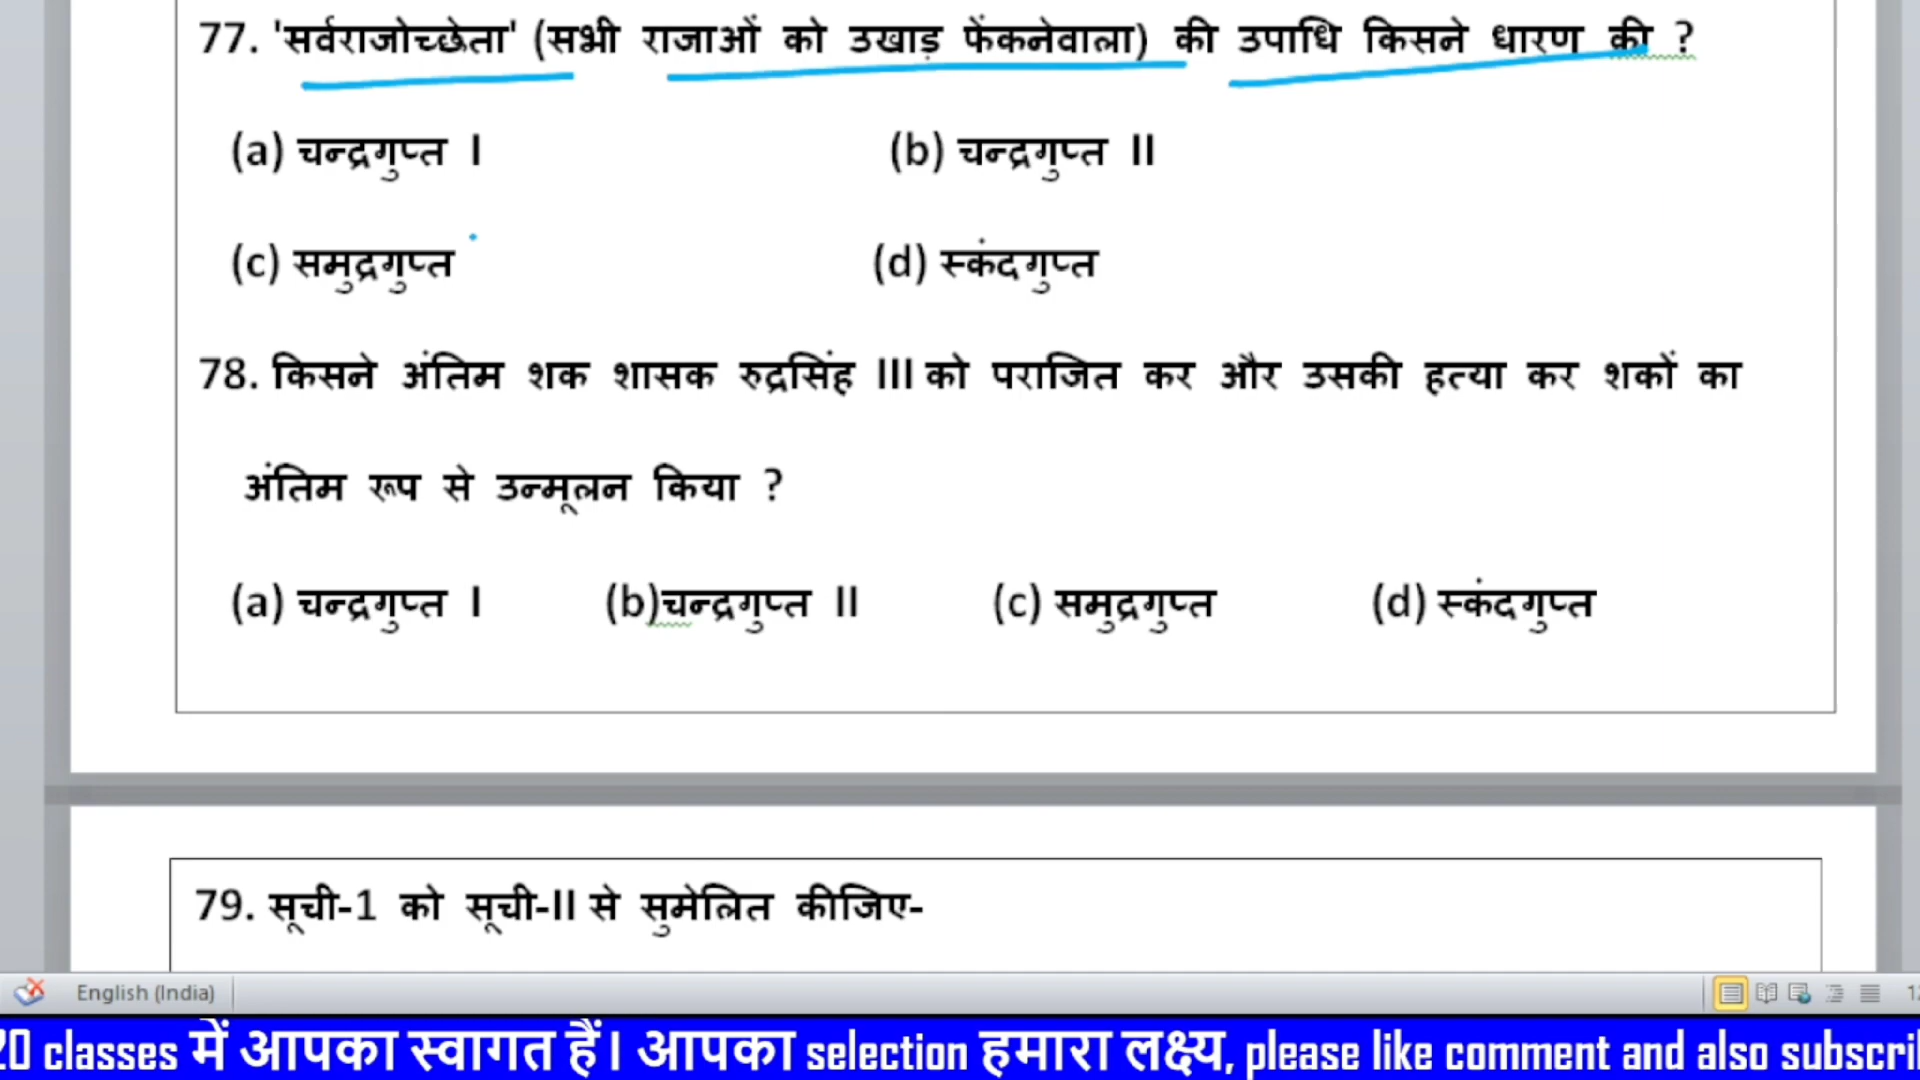 77. 'सर्वराजोच्छेता' (सभी राजाओं को उखाड़ फेंकनेवाला) की उपाधि किसने धारण की ?
(a) चन्द्रगुप्त I (b) चन्द्रगुप्त II
(c) समुद्रगुप्त (d) स्कंदगुप्त
78. किसने अंतिम शक शासक रुद्रसिंह III को पराजित कर और उसकी हत्या कर शकों का
अंतिम रूप से उन्मूलन किया ?
(a) चन्द्रगुप्त I (b)चन्द्रगुप्त II (c) समुद्रगुप्त (d) स्कंदगुप्त
79. सूची-1 को सूची-II से सुमेलित कीजिए-
English (India)
20 classes में आपका स्वागत हैं। आपका selection हमारा लक्ष्य, please like comment and also